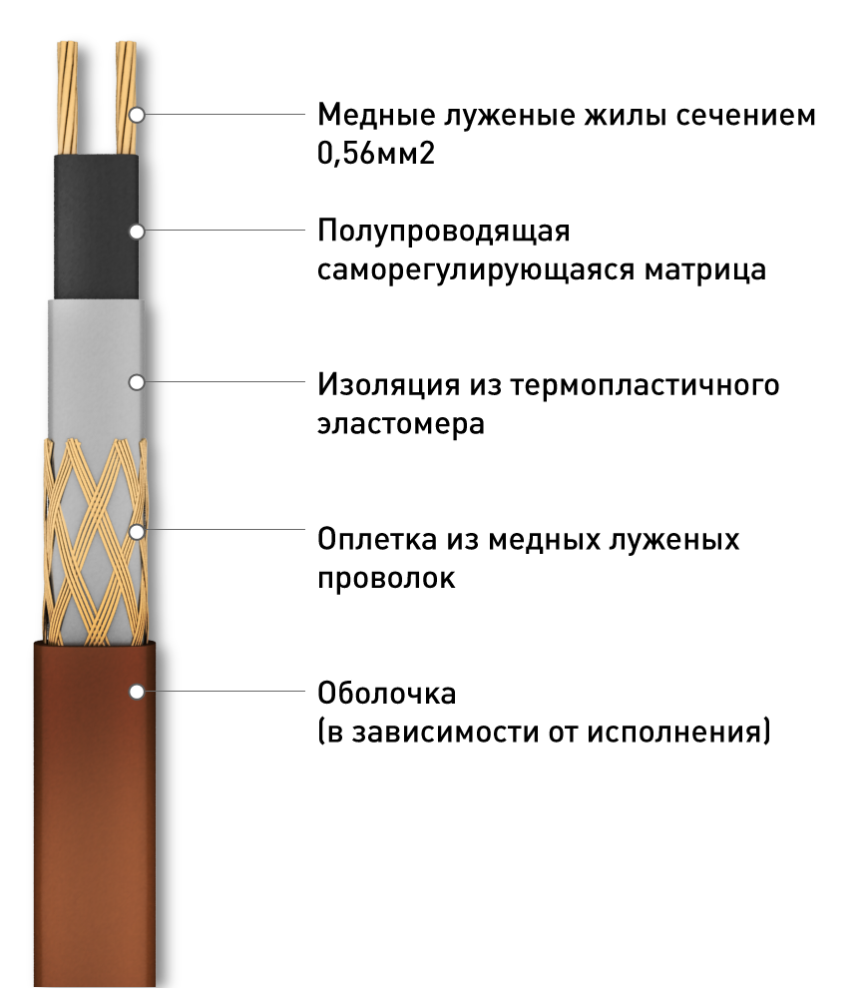 Медные луженые жилы сечением
0,56мм2
Полупроводящая
саморегулирующаяся матрица
Изоляция из термопластичного
эластомера
Оплетка из медных луженых
проволок
Оболочка
(в зависимости от исполнения)